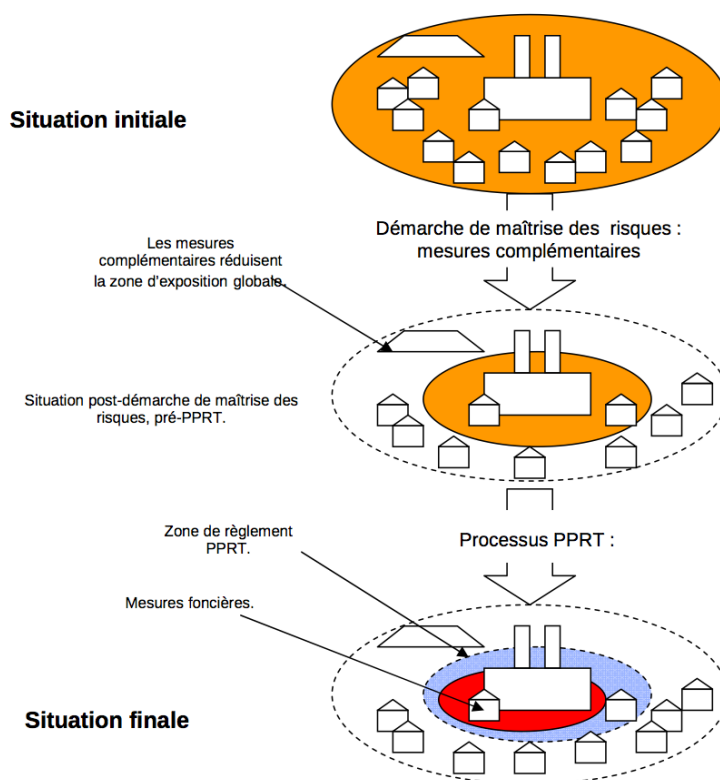 Situation initiale
Démarche de maîtrise des risques :
mesures complémentaires
Les mesures
complémentaires réduisent
la zone d'exposition globale.
Situation post-démarche de maîtrise des
risques, pré-PPRT.
Zone de règlement
PPRT.
Processus PPRT :
Mesures foncières.
Situation finale